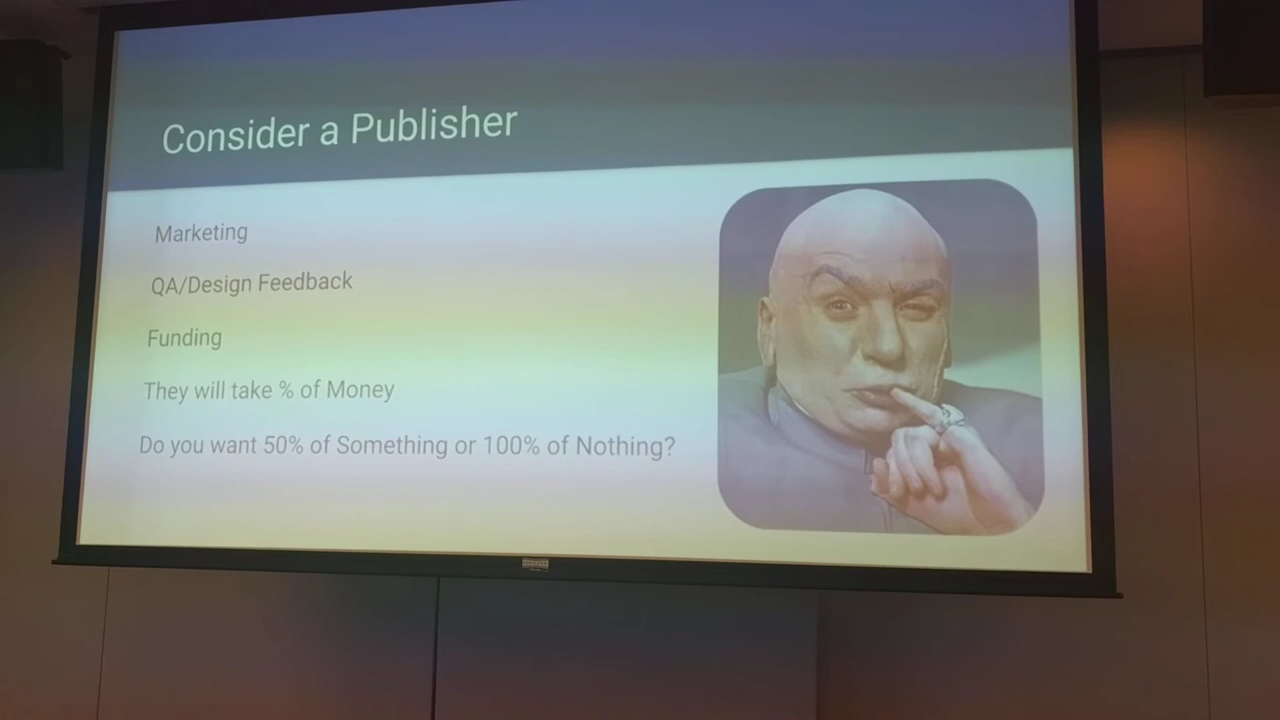 Consider a Publisher
Marketing
QA/Design Feedback
Funding
They will take % of Money
Do you want 50% of Something or 100% of Nothing?